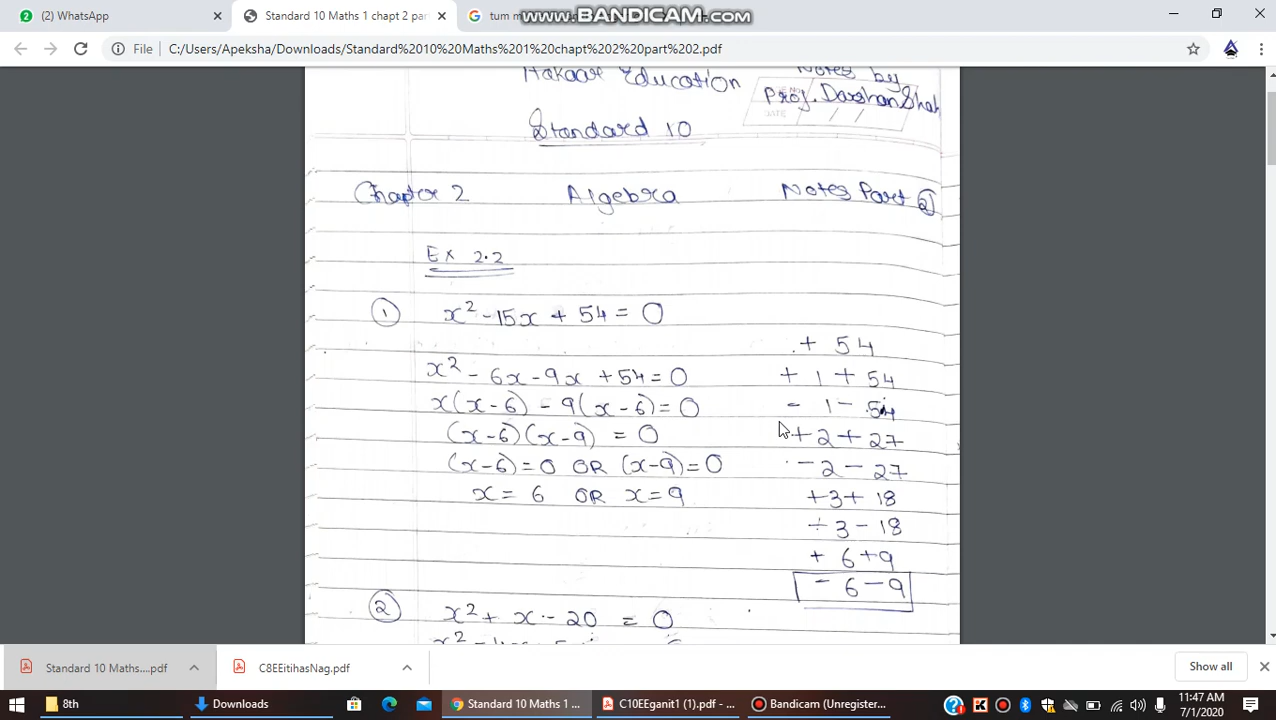 (2) WhatsApp
Standard 10 Maths 1 chapt 2 part
tum m
www.BANDICAM.com
File
C:/Users/Apeksha/Downloads/Standard%2010%20Maths%201%20chapt%202%20part%202.pdf
Education
Notes by
Prof. Darshan Shah
DATE / /
Standard 10
Chapter 2 Algebra Notes Part 2
Ex 2.2
① x² - 15x + 54 = 0
+ 54
x² - 6x - 9x + 54 = 0
+ 1 + 54
x(x-6) - 9(x-6) = 0
- 1 - 54
(x-6)(x-9) = 0
+ 2 + 27
(x-6) = 0 OR (x-9) = 0
- 2 - 27
x = 6 OR x = 9
+3 + 18
- 3 - 18
+ 6 + 9
- 6 - 9
② x² + x - 20 = 0
Standard 10 Maths....pdf
C8EEitihasNag.pdf
Show all
8th
Downloads
Standard 10 Maths 1 ...
C10EEganit1 (1).pdf - ...
Bandicam (Unregister...
11:47 AM
7/1/2020